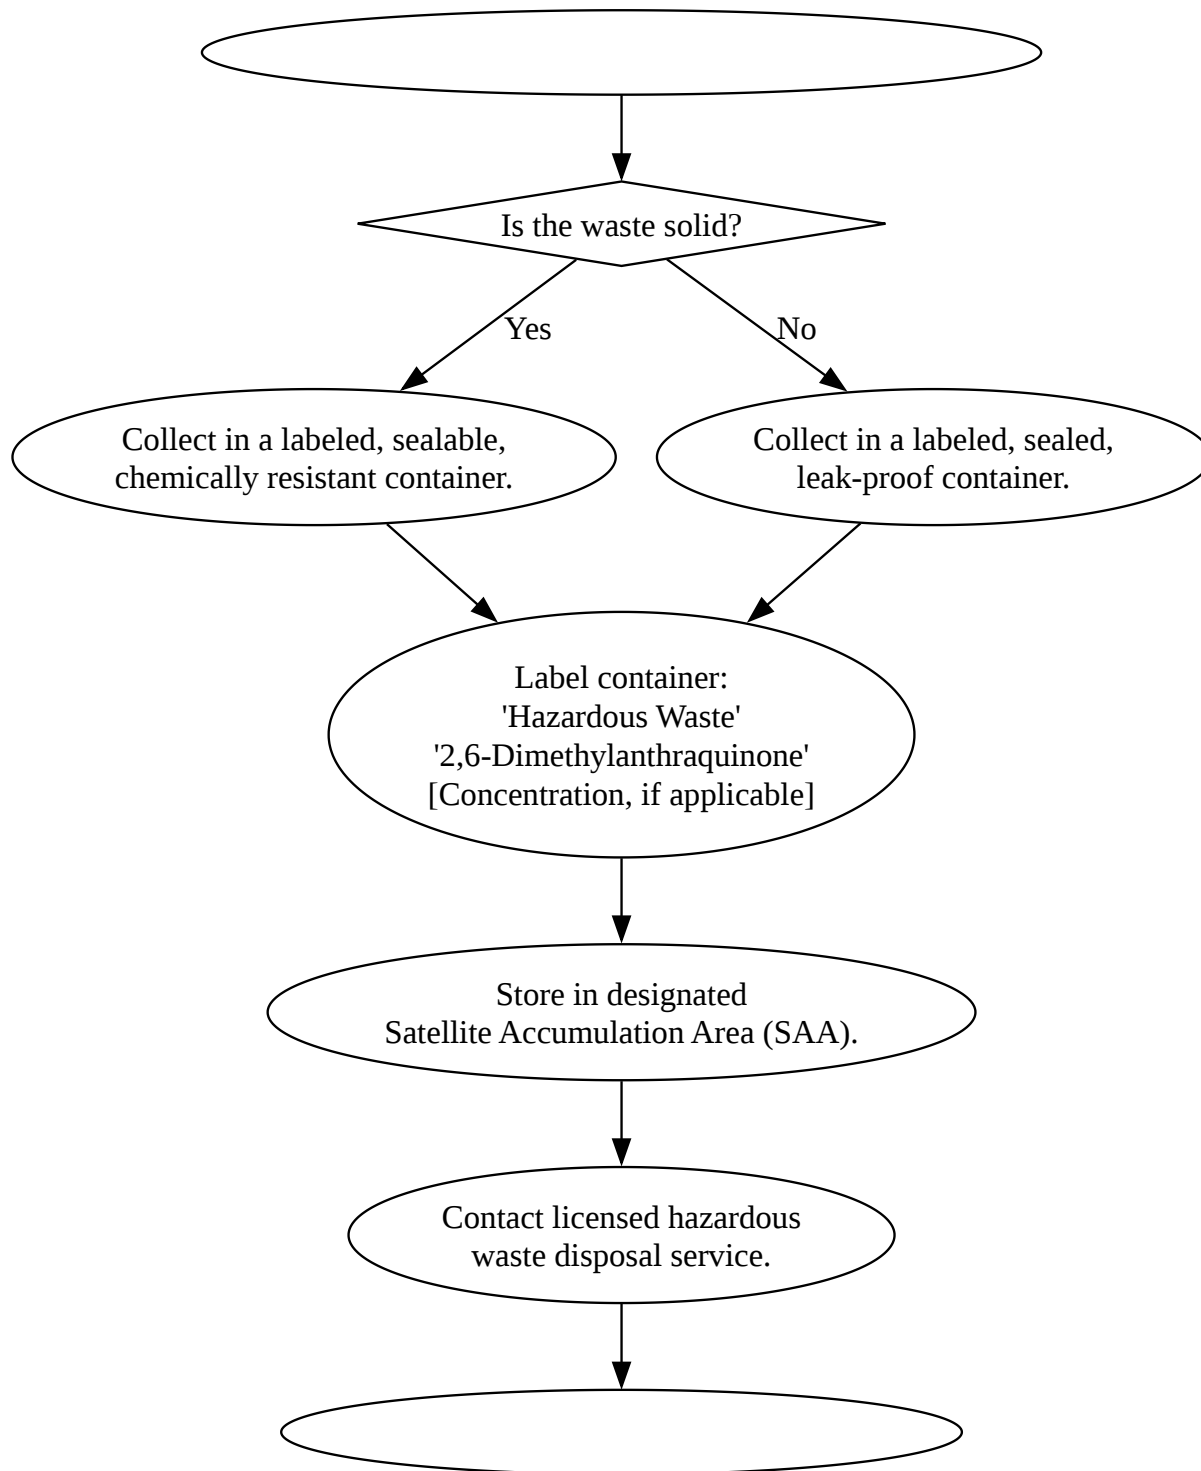 Is the waste solid?
Yes
No
Collect in a labeled, sealable,
chemically resistant container.
Collect in a labeled, sealed,
leak-proof container.
Label container:
'Hazardous Waste'
'2,6-Dimethylanthraquinone'
[Concentration, if applicable]
Store in designated
Satellite Accumulation Area (SAA).
Contact licensed hazardous
waste disposal service.